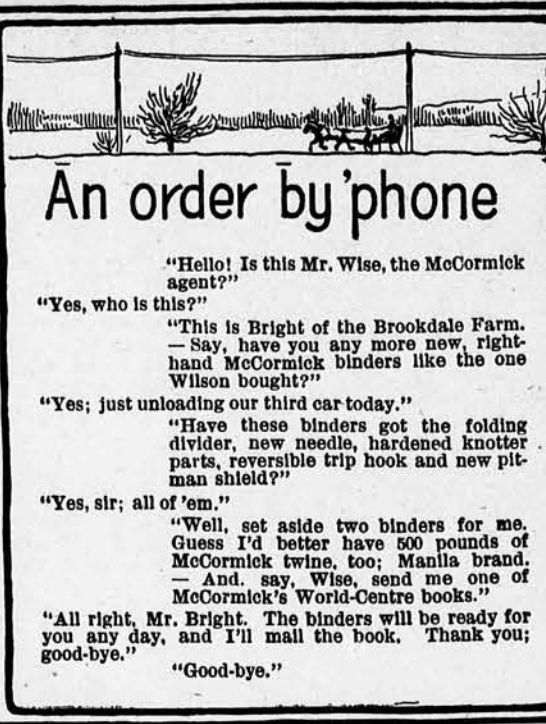 An order by 'phone
"Hello! Is this Mr. Wise, the McCormick
agent?"
"Yes, who is this?"
"This is Bright of the Brookdale Farm.
— Say, have you any more new, right-
hand McCormick binders like the one
Wilson bought?"
"Yes; just unloading our third car today."
"Have these binders got the folding
divider, new needle, hardened knotter
parts, reversible trip hook and new pit-
man shield?"
"Yes, sir; all of 'em."
"Well, set aside two binders for me.
Guess I'd better have 500 pounds of
McCormick twine, too; Manila brand.
— And. say, Wise, send me one of
McCormick's World-Centre books."
"All right, Mr. Bright. The binders will be ready for
you any day, and I'll mail the book. Thank you;
good-bye."
"Good-bye."